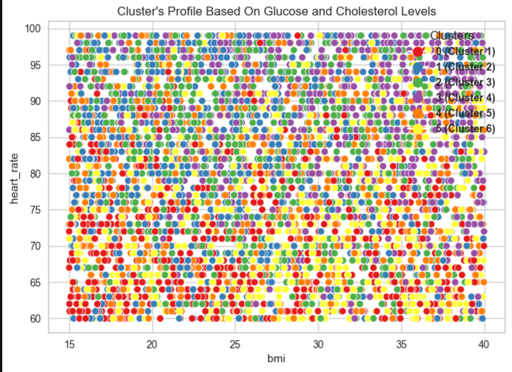 Cluster's Profile Based On Glucose and Cholesterol Levels
100
95
90
85
80
75
70
65
60
heart_rate
15
20
25
30
35
40
bmi
Clusters
0 (Cluster 1)
1 (Cluster 2)
2 (Cluster 3)
3 (Cluster 4)
4 (Cluster 5)
5 (Cluster 6)